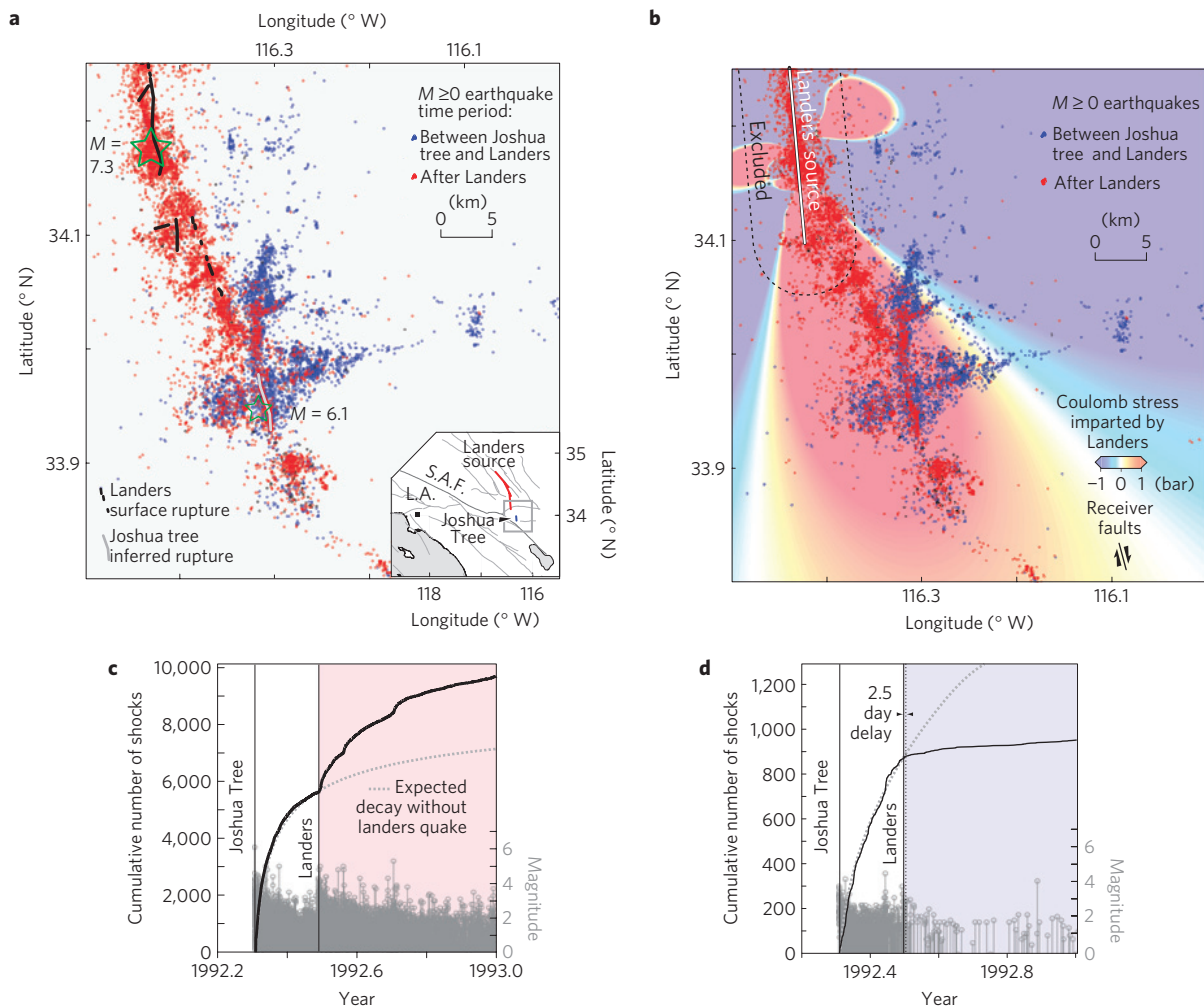 a
Longitude (° W)
116.3
116.1
M ≥0 earthquake
time period:
Between Joshua
tree and Landers
After Landers
(km)
0 5
M =
7.3
34.1
Latitude (° N)
33.9
M = 6.1
Landers
surface rupture
Joshua tree
inferred rupture
Landers
source
S.A.F.
L.A.
Joshua
Tree
35
34
Latitude (° N)
118
116
Longitude (° W)
b
Excluded
Landers source
M ≥ 0 earthquakes
Between Joshua
tree and Landers
After Landers
(km)
0 5
34.1
Latitude (° N)
33.9
Coulomb stress
imparted by
Landers
−1 0 1 (bar)
Receiver
faults
116.3
116.1
Longitude (° W)
c
Cumulative number of shocks
10,000
8,000
6,000
4,000
2,000
0
Joshua Tree
Landers
Expected
decay without
landers quake
6
4
2
0
Magnitude
1992.2
1992.6
1993.0
Year
d
Cumulative number of shocks
1,200
1,000
800
600
400
200
0
Joshua Tree
Landers
2.5
day
delay
6
4
2
0
Magnitude
1992.4
1992.8
Year